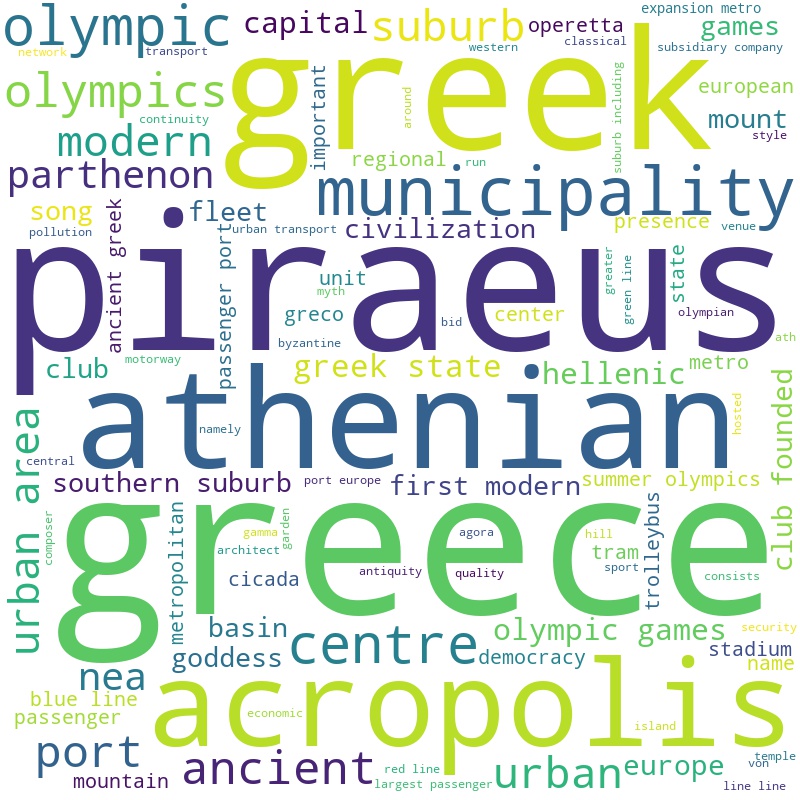 olympic
capital
suburb
operetta
expansion metro
games
network
transport
western
classical
subsidiary company
greek
olympics
continuity
important
around
suburb including
european
mount
style
modern
regional
run
parthenon
municipality
song
fleet
civilization
presence
venue
pollution
ancient greek
passenger port
urban transport
piraeus
unit
myth
greater
green line
state
greco
center
olympian
bid
byzantine
ath
motorway
club
greek state
hellenic
metro
athenian
namely
hosted
club founded
urban area
central
southern suburb
port europe
first modern
summer olympics
greece
composer
metropolitan
gamma
garden
architect
agora
hill
tram
trolleybus
sport
cicada
antiquity
quality
consists
basin
centre
olympic games
security
goddess
democracy
stadium
name
nea
blue line
passenger
acropolis
economic
island
port
ancient
urban
europe
temple
von
mountain
red line
largest passenger
line line